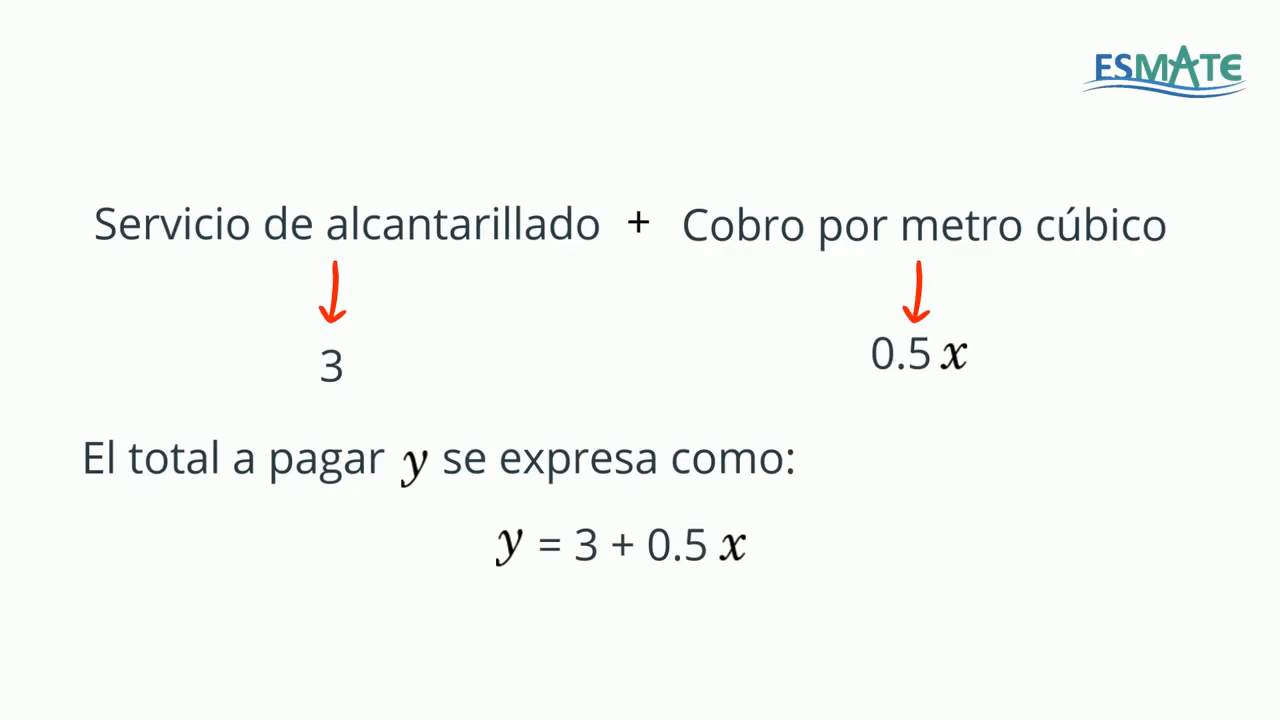 ESMATE
Servicio de alcantarillado + Cobro por metro cúbico
3 0.5 x
El total a pagar y se expresa como:
y = 3 + 0.5 x